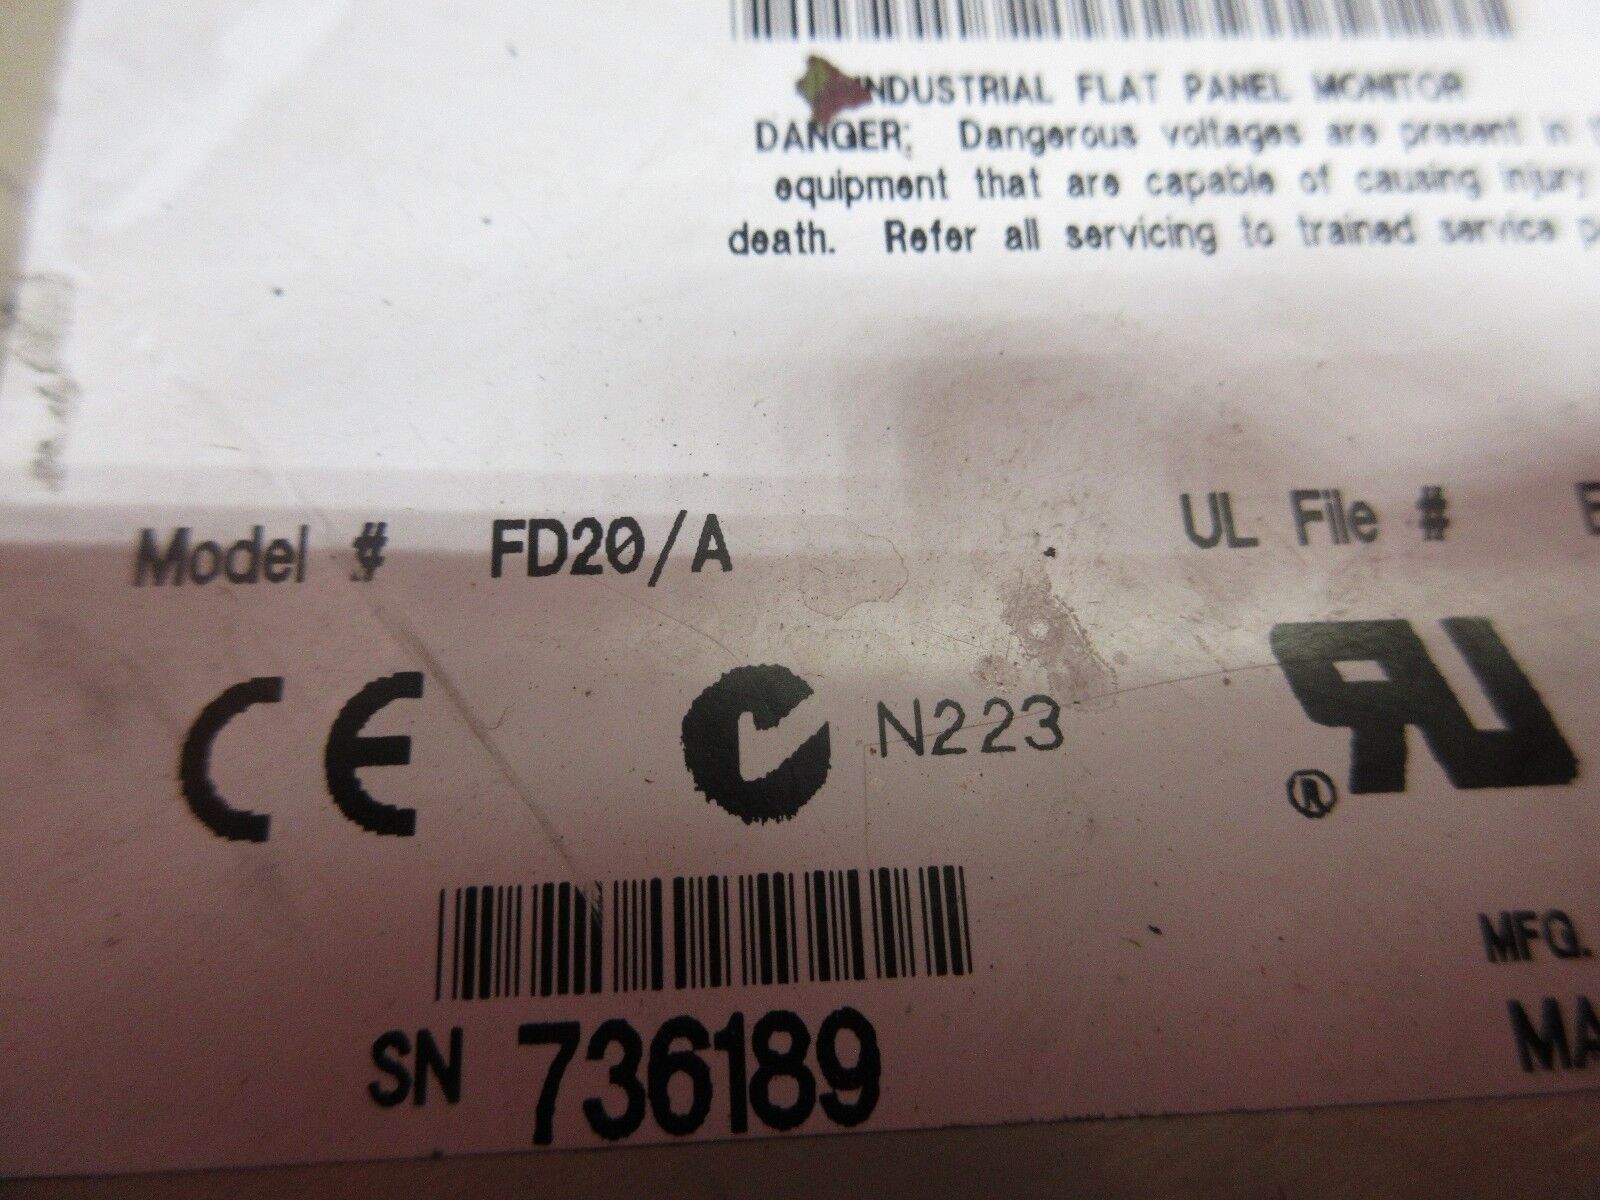 INDUSTRIAL FLAT PANEL MONITOR
DANGER; Dangerous voltages are present in
equipment that are capable of causing injury
death. Refer all servicing to trained service
Model # FD20/A
UL File #
CE N223
®
SN 736189
MFG.